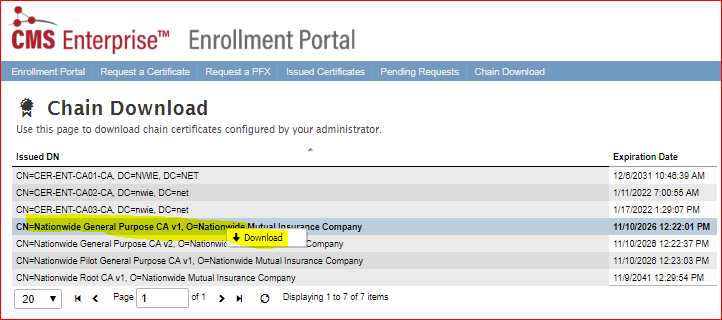 CMS Enterprise™ Enrollment Portal
Enrollment Portal Request a Certificate Request a PFX Issued Certificates Pending Requests Chain Download
Chain Download
Use this page to download chain certificates configured by your administrator.
Issued DN Expiration Date
CN=CER-ENT-CA01-CA, DC=NWIE, DC=NET 12/6/2031 10:46:39 AM
CN=CER-ENT-CA02-CA, DC=nwie, DC=net 1/11/2022 7:00:55 AM
CN=CER-ENT-CA03-CA, DC=nwie, DC=net 1/17/2022 1:29:07 PM
CN=Nationwide General Purpose CA v1, O=Nationwide Mutual Insurance Company 11/10/2026 12:22:01 PM
Download
CN=Nationwide General Purpose CA v2, O=Nationwide Mutual Insurance Company 11/10/2026 12:22:37 PM
CN=Nationwide Pilot General Purpose CA v1, O=Nationwide Mutual Insurance Company 11/10/2026 12:23:03 PM
CN=Nationwide Root CA v1, O=Nationwide Mutual Insurance Company 11/9/2041 12:29:54 PM
20 Page 1 of 1 Displaying 1 to 7 of 7 items